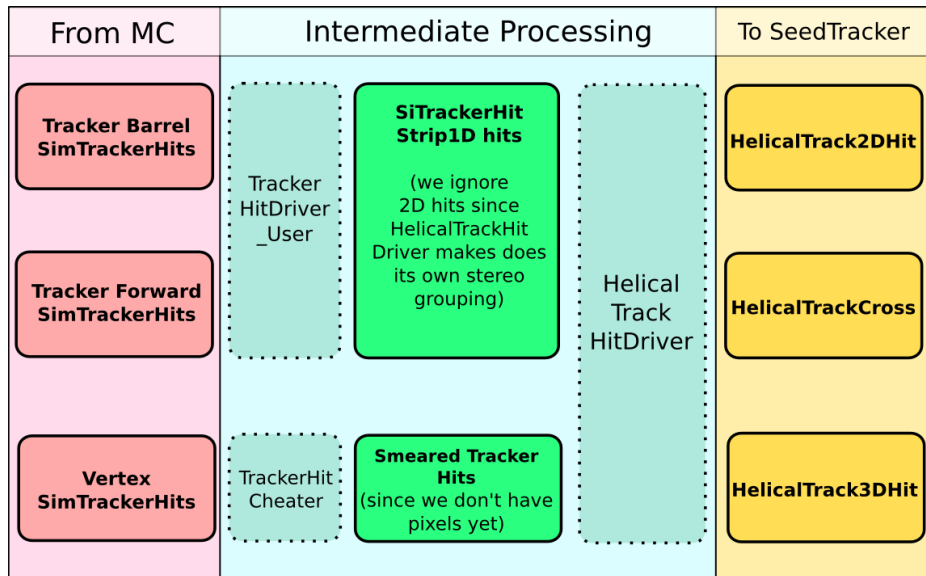 From MC
Intermediate Processing
To SeedTracker
Tracker Barrel
SimTrackerHits
Tracker Forward
SimTrackerHits
Vertex
SimTrackerHits
Tracker
HitDriver
_User
TrackerHit
Cheater
SiTrackerHit
Strip1D hits
(we ignore
2D hits since
HelicalTrackHit
Driver makes does
its own stereo
grouping)
Smeared Tracker
Hits
(since we don't have
pixels yet)
Helical
Track
HitDriver
HelicalTrack2DHit
HelicalTrackCross
HelicalTrack3DHit